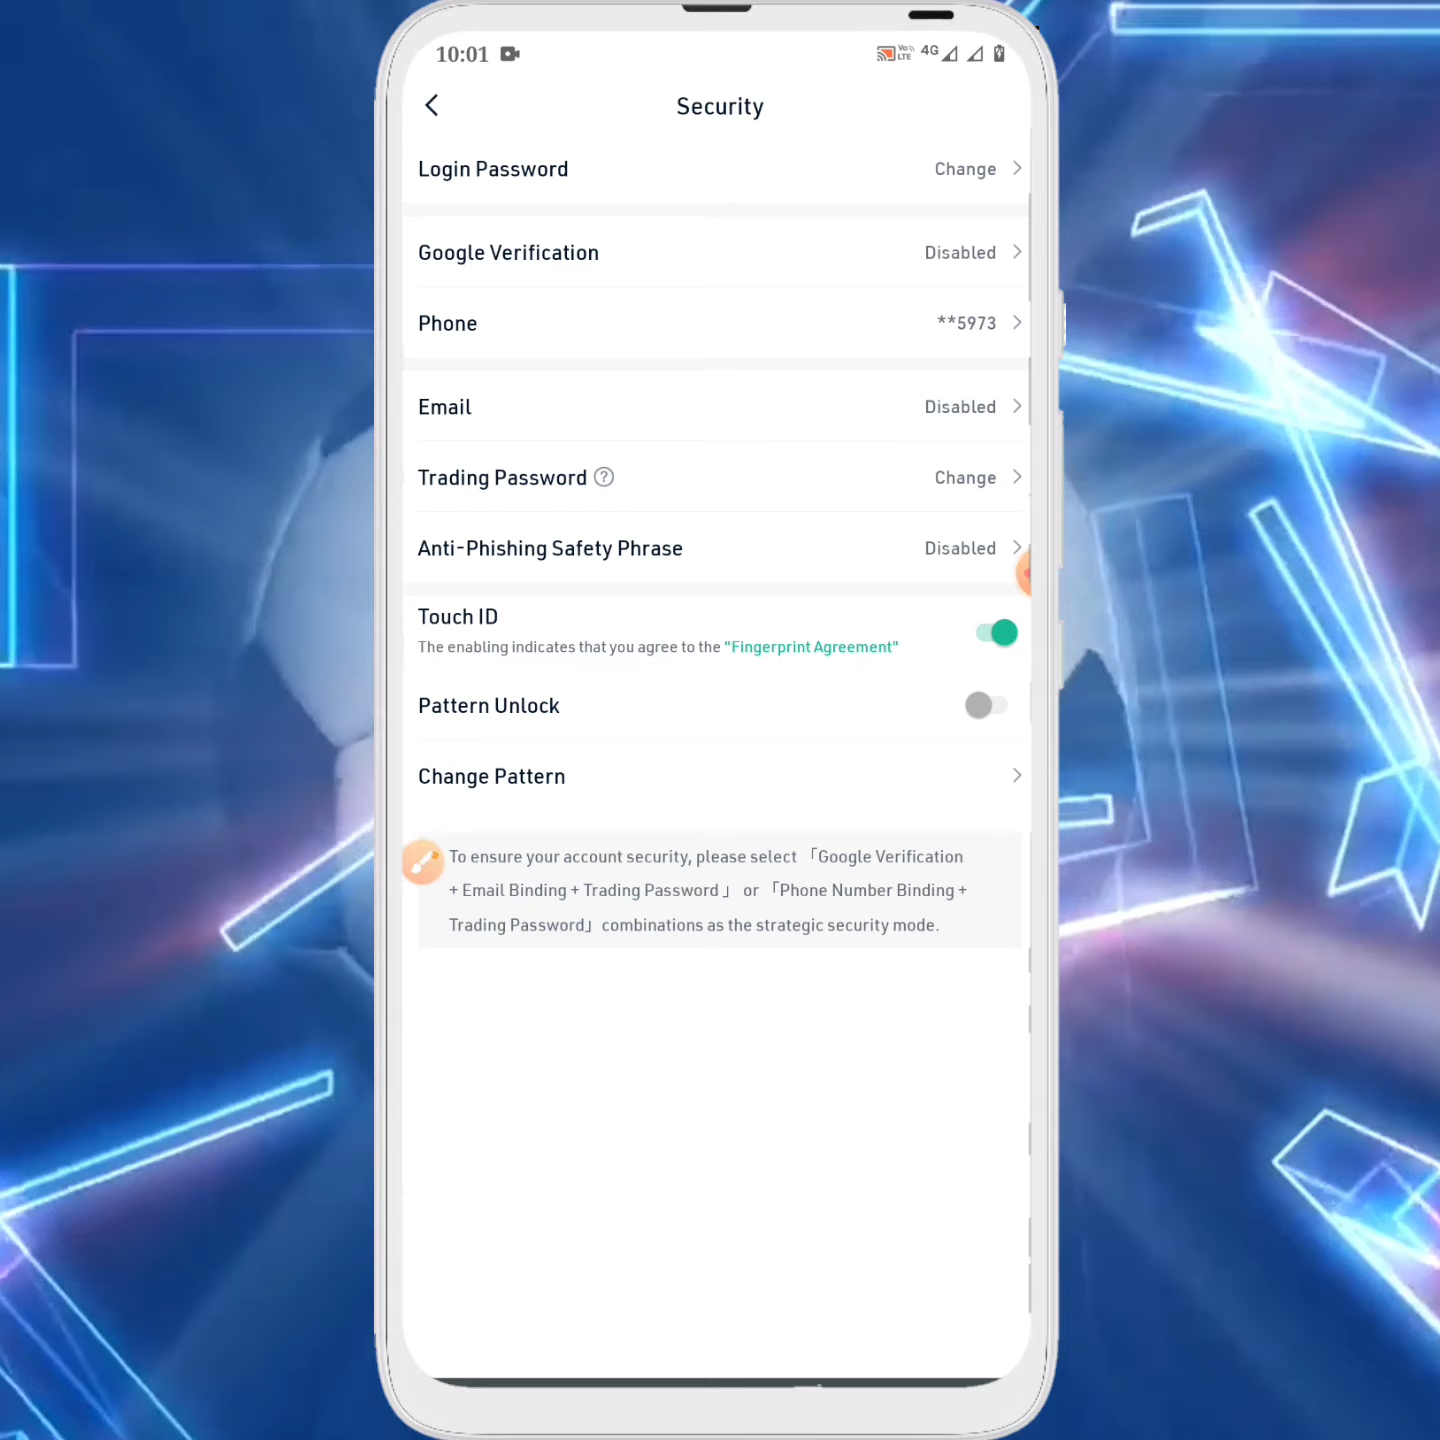 10:01
Vo
LTE
4G
Security
Login Password
Change
Google Verification
Disabled
Phone
**5973
Email
Disabled
Trading Password ?
Change
Anti-Phishing Safety Phrase
Disabled
Touch ID
The enabling indicates that you agree to the "Fingerprint Agreement"
Pattern Unlock
Change Pattern
To ensure your account security, please select 「Google Verification
+ Email Binding + Trading Password 」 or 「Phone Number Binding +
Trading Password」 combinations as the strategic security mode.